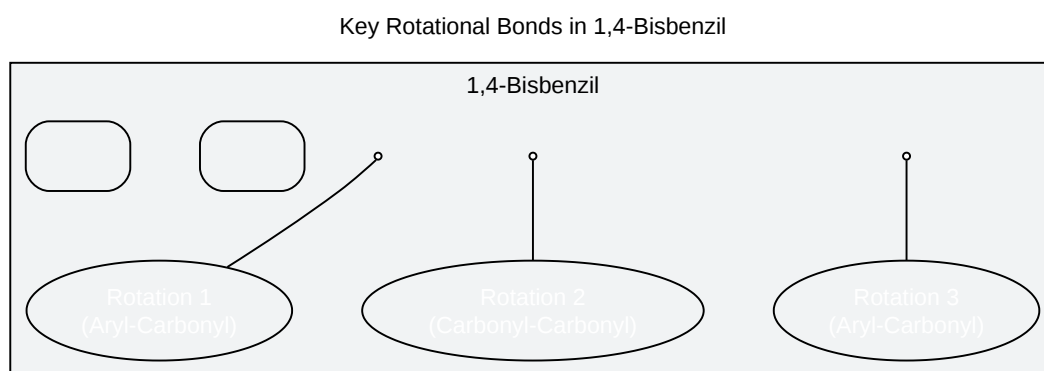 Key Rotational Bonds in 1,4-Bisbenzil
1,4-Bisbenzil
Rotation 1
(Aryl-Carbonyl)
Rotation 2
(Carbonyl-Carbonyl)
Rotation 3
(Aryl-Carbonyl)